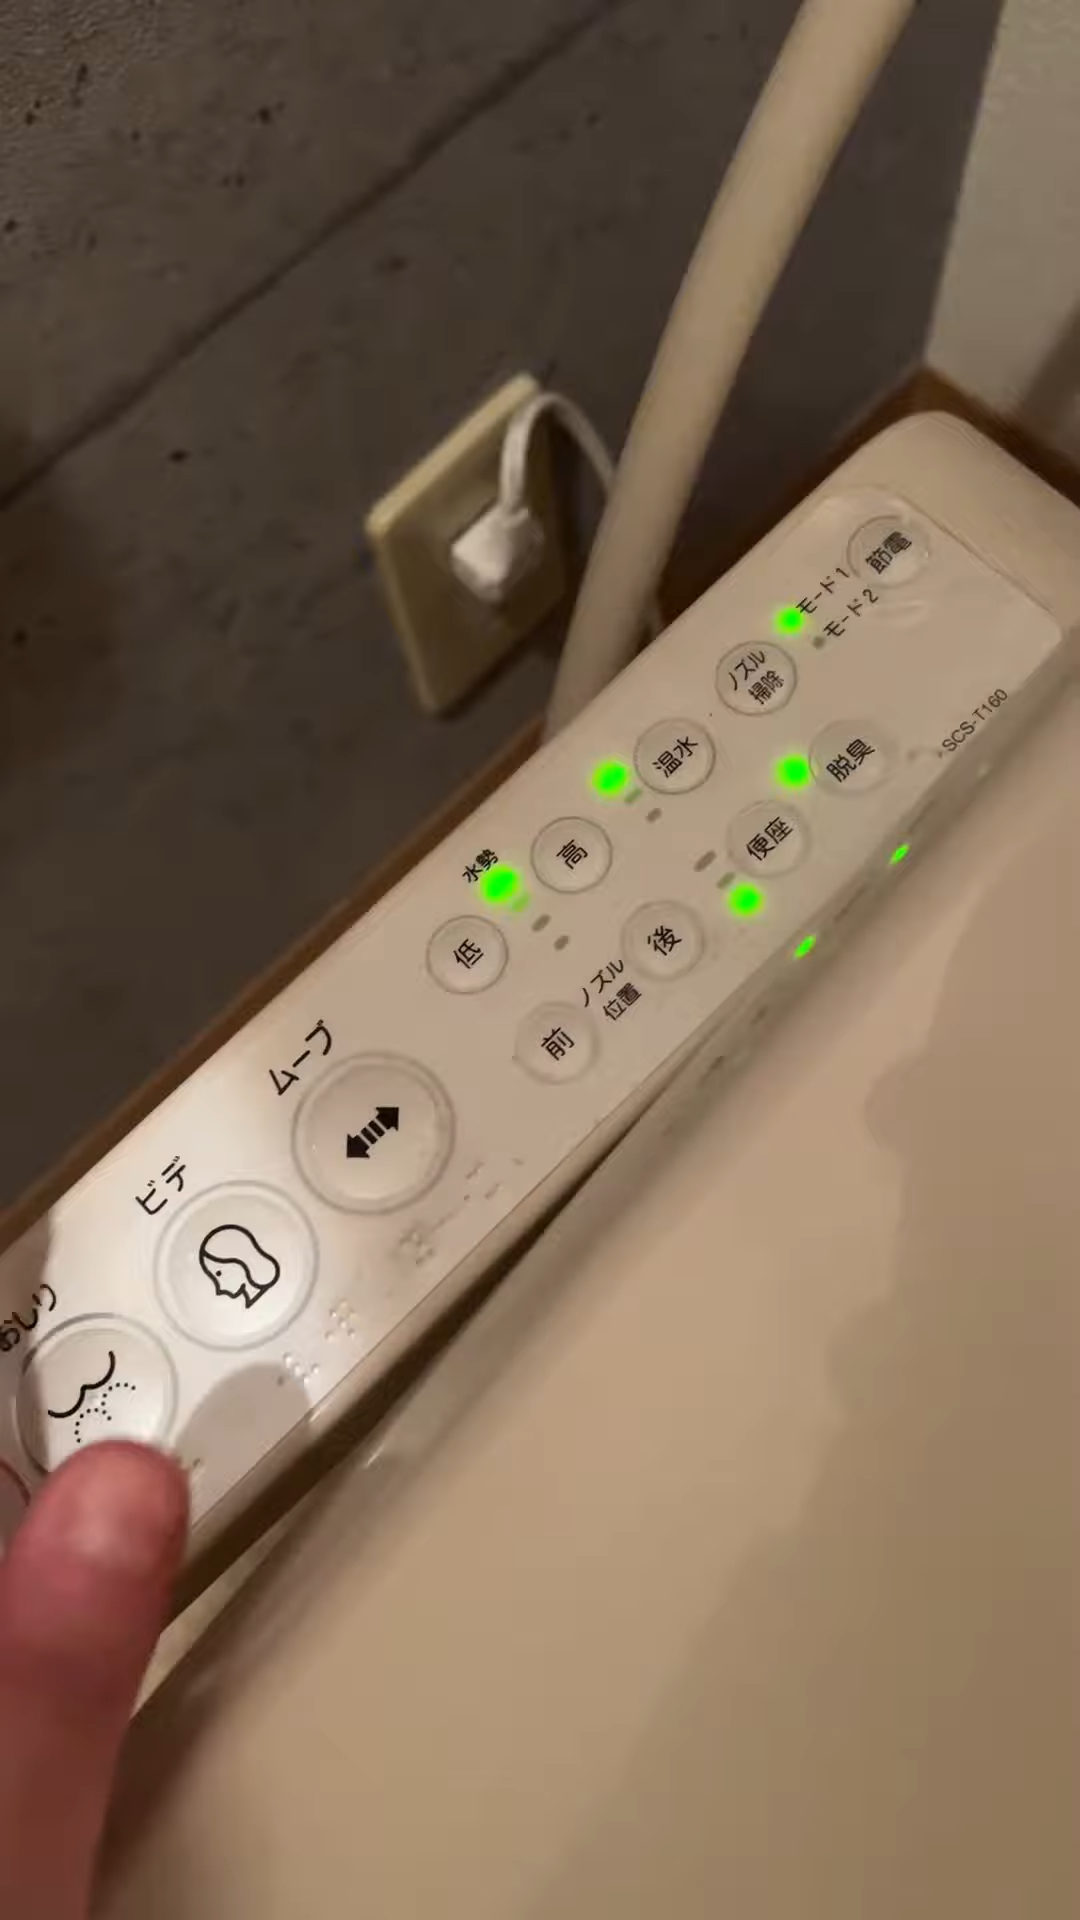 おしり
ビデ
ムーブ
水勢
低
高
温水
ノズル
掃除
節電
モード1
モード2
前
ノズル
位置
後
便座
脱臭
SCS-T160